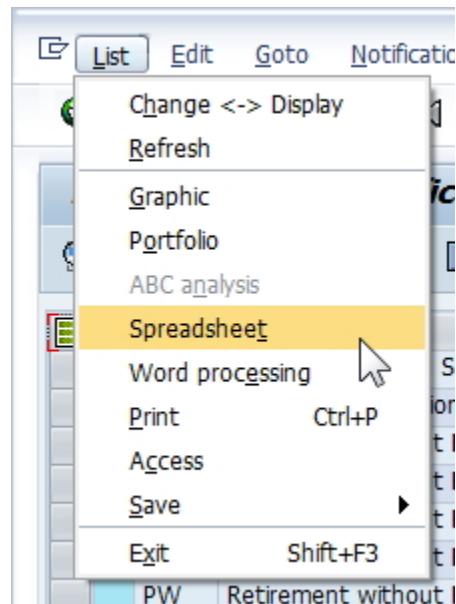 List Edit Goto
Change <-> Display
Refresh
Graphic
Portfolio
ABC analysis
Spreadsheet
Word processing
Print Ctrl+P
Access
Save
Exit Shift+F3
PW Retirement without